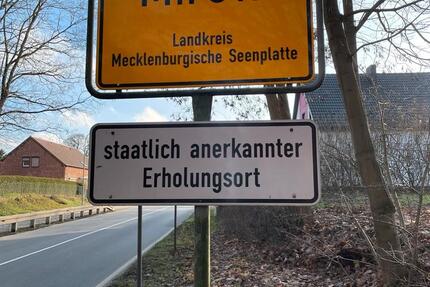 Landkreis
Mecklenburgische Seenplatte
staatlich anerkannter
Erholungsort